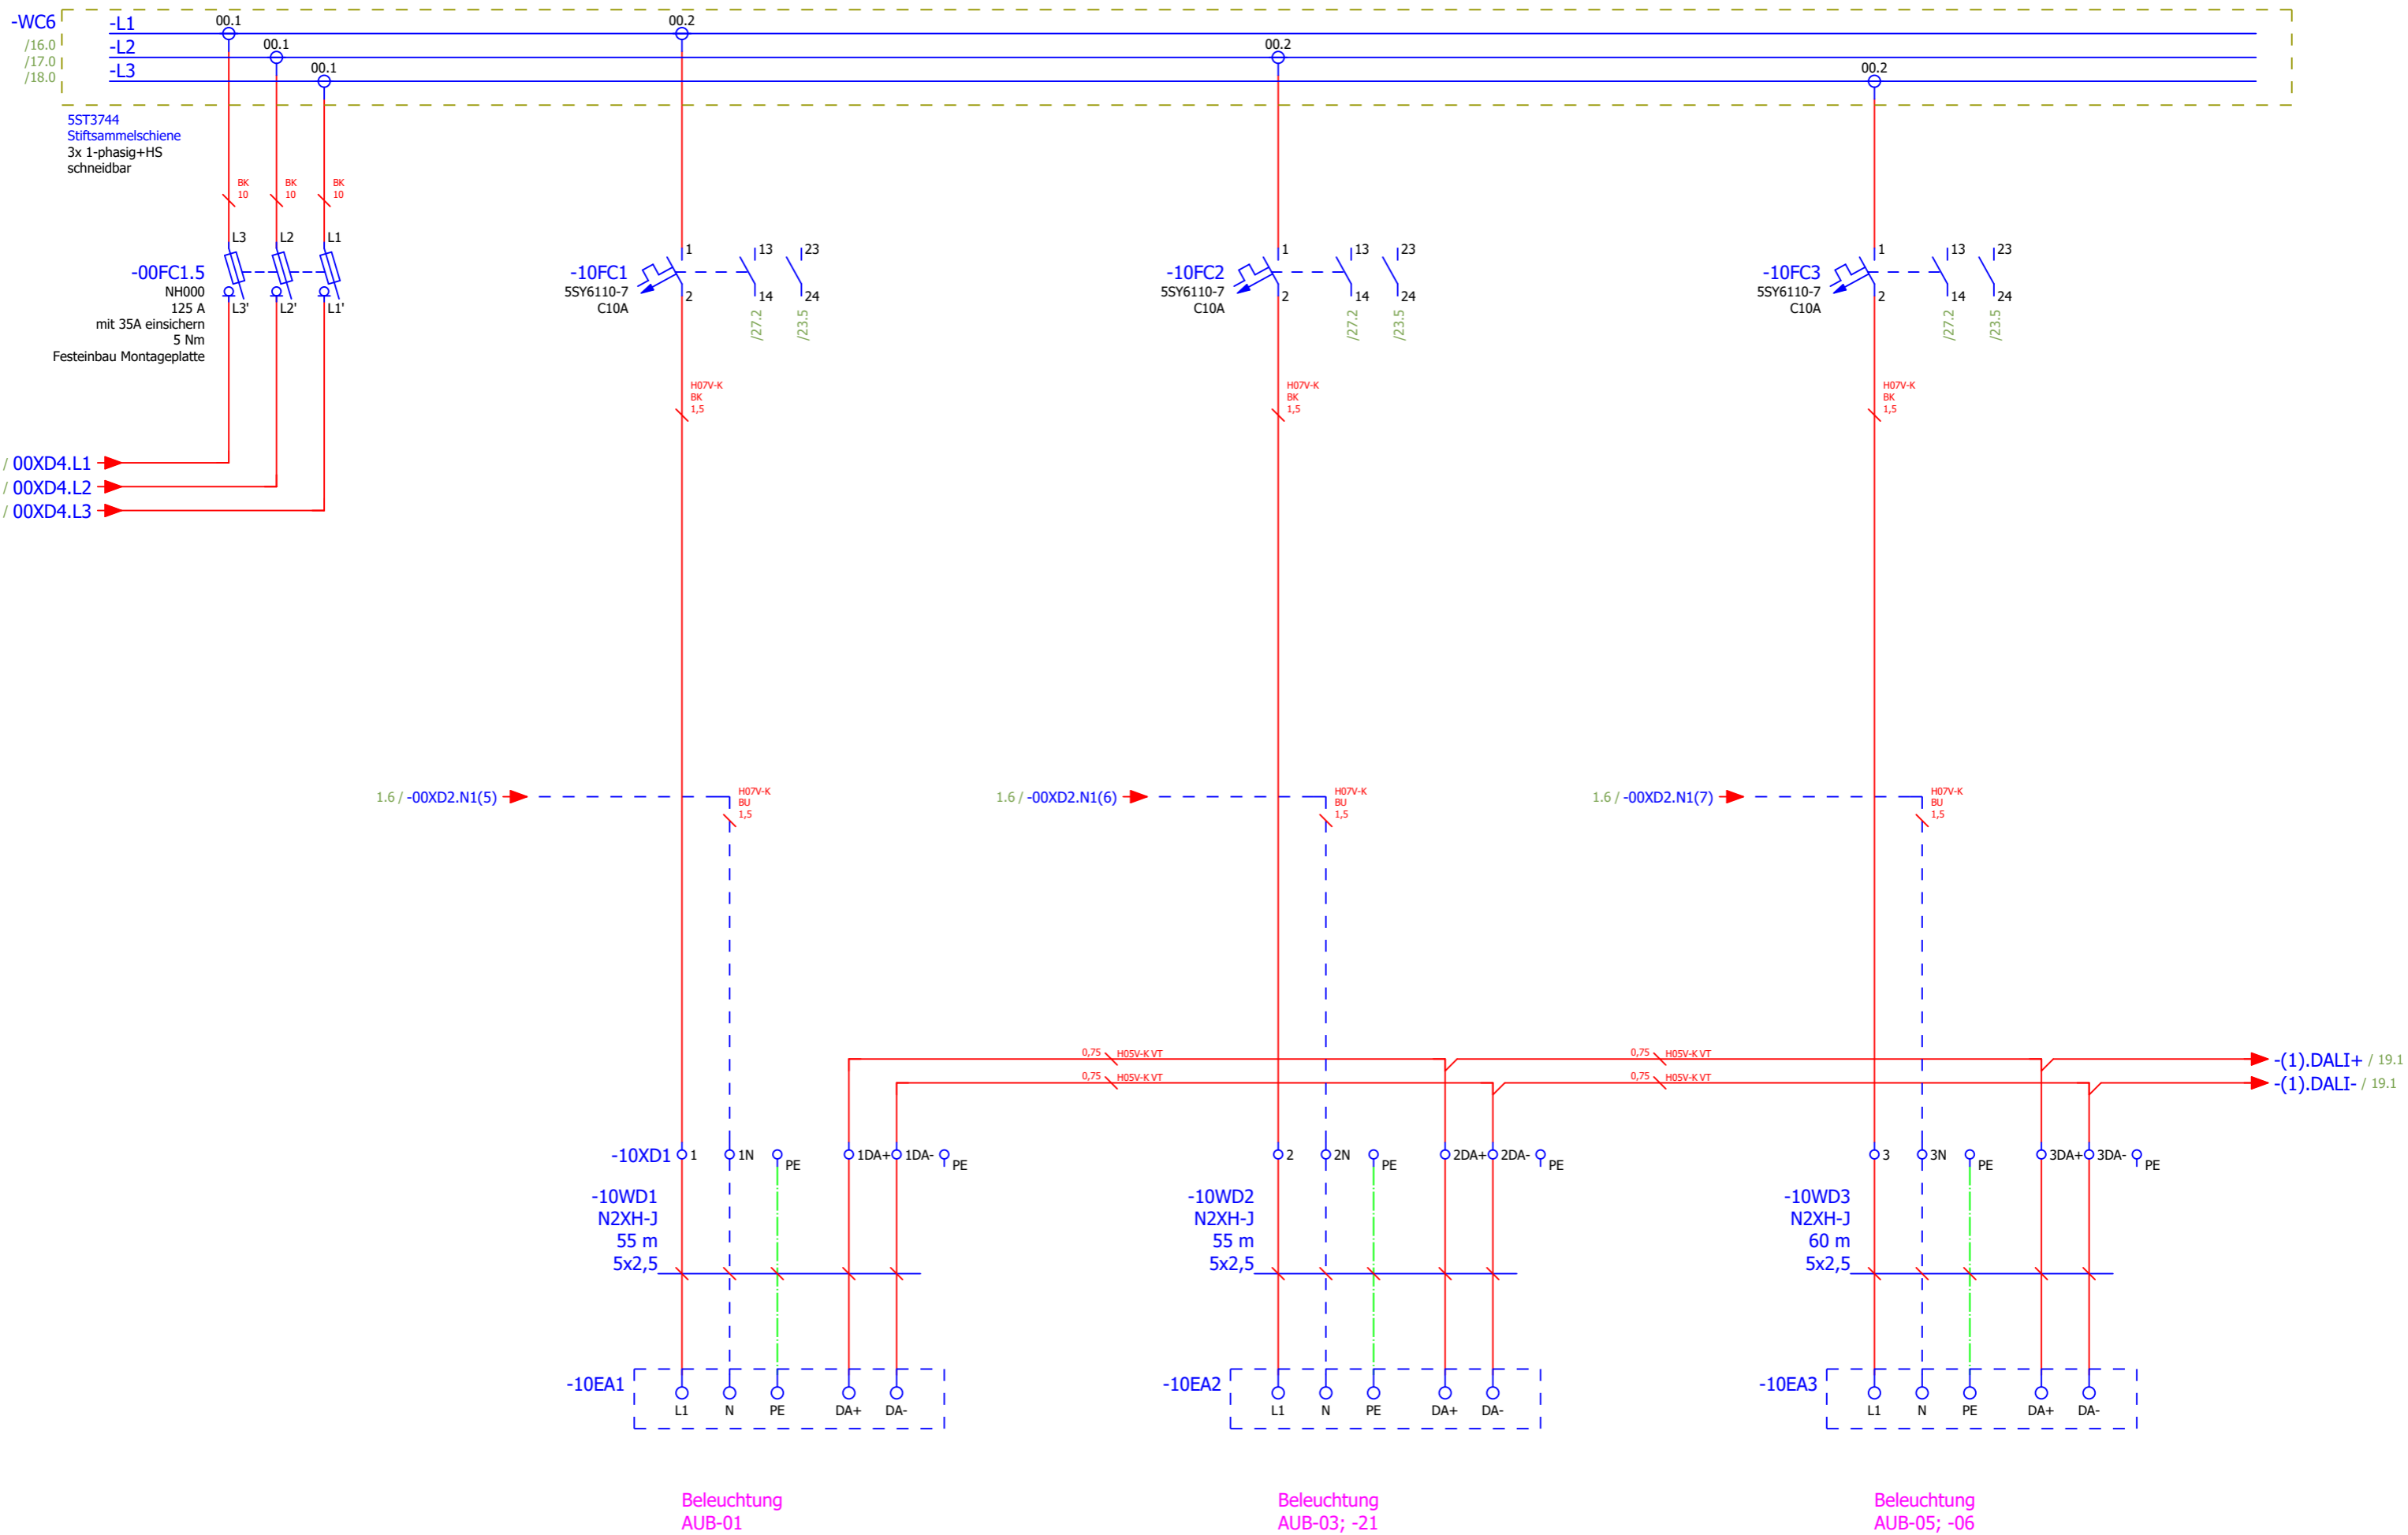 -WC6
/16.0
/17.0
/18.0
-L1
-L2
-L3
00.1
00.1
00.1
00.2
00.2
00.2
5ST3744
Stiftsammelschiene
3x 1-phasig+HS
schneidbar
BK
10
BK
10
BK
10
-00FC1.5
NH000
125 A
mit 35A einsichern
5 Nm
Festeinbau Montageplatte
L3
L2
L1
L3'
L2'
L1'
/ 00XD4.L1
/ 00XD4.L2
/ 00XD4.L3
-10FC1
5SY6110-7
C10A
1
2
13
14
23
24
/27.2
/23.5
H07V-K
BK
1,5
-10FC2
5SY6110-7
C10A
1
2
13
14
23
24
/27.2
/23.5
H07V-K
BK
1,5
-10FC3
5SY6110-7
C10A
1
2
13
14
23
24
/27.2
/23.5
H07V-K
BK
1,5
1.6 / -00XD2.N1(5)
H07V-K
BU
1,5
1.6 / -00XD2.N1(6)
H07V-K
BU
1,5
1.6 / -00XD2.N1(7)
H07V-K
BU
1,5
0,75 H05V-K VT
0,75 H05V-K VT
-(1).DALI+ / 19.1
0,75 H05V-K VT
0,75 H05V-K VT
-(1).DALI- / 19.1
-10XD1 1 1N PE 1DA+ 1DA- PE
2 2N PE 2DA+ 2DA- PE
3 3N PE 3DA+ 3DA- PE
-10WD1
N2XH-J
55 m
5x2,5
-10WD2
N2XH-J
55 m
5x2,5
-10WD3
N2XH-J
60 m
5x2,5
-10EA1
L1 N PE DA+ DA-
-10EA2
L1 N PE DA+ DA-
-10EA3
L1 N PE DA+ DA-
Beleuchtung
AUB-01
Beleuchtung
AUB-03; -21
Beleuchtung
AUB-05; -06